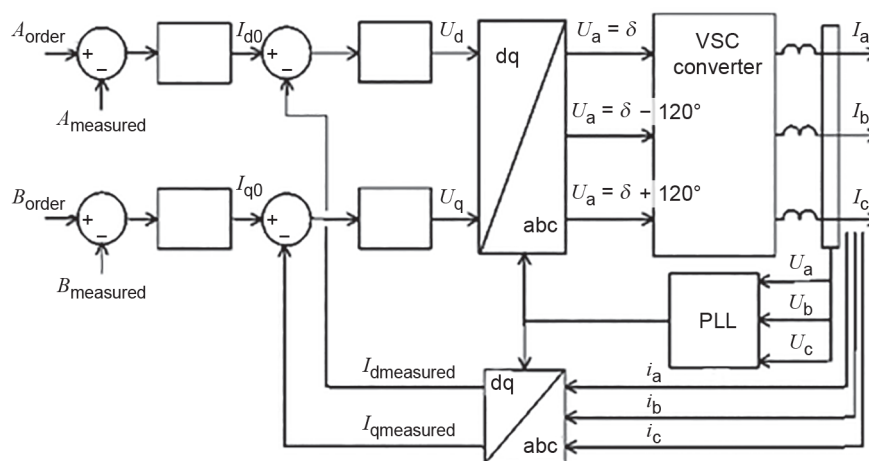 A_order
+
−
A_measured
I_d0
+
−
U_d
dq
abc
U_a = δ
U_a = δ − 120°
U_a = δ + 120°
VSC
converter
I_a
I_b
I_c
B_order
+
−
B_measured
I_q0
+
−
U_q
PLL
U_a
U_b
U_c
I_dmeasured
I_qmeasured
dq
abc
i_a
i_b
i_c